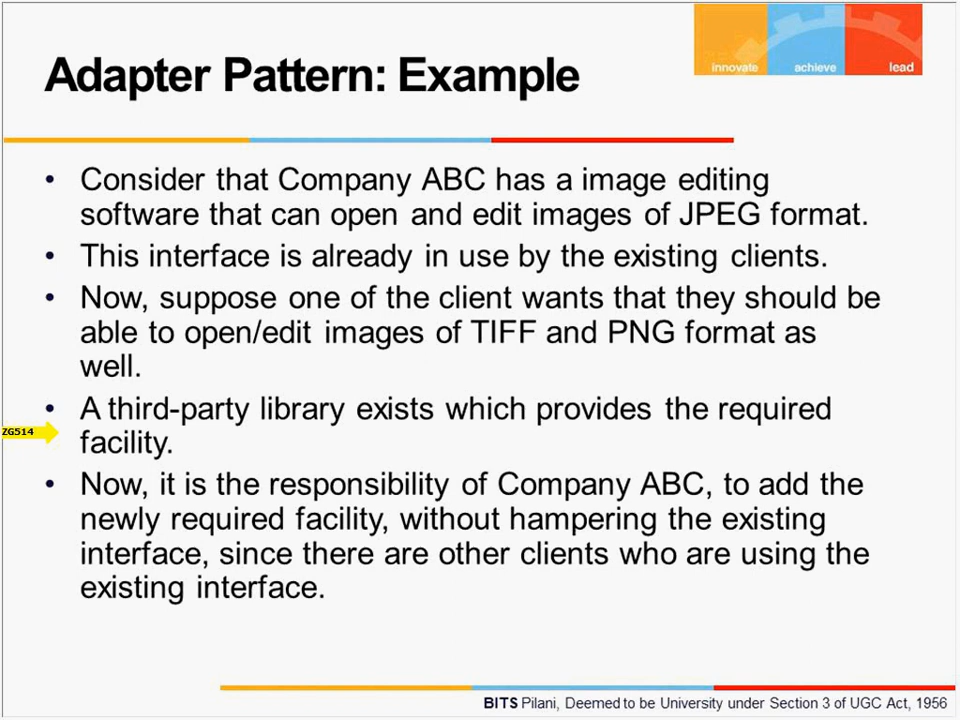 innovate achieve lead
Adapter Pattern: Example
• Consider that Company ABC has a image editing
software that can open and edit images of JPEG format.
• This interface is already in use by the existing clients.
• Now, suppose one of the client wants that they should be
able to open/edit images of TIFF and PNG format as
well.
• A third-party library exists which provides the required
facility.
ZG514
• Now, it is the responsibility of Company ABC, to add the
newly required facility, without hampering the existing
interface, since there are other clients who are using the
existing interface.
BITS Pilani, Deemed to be University under Section 3 of UGC Act, 1956